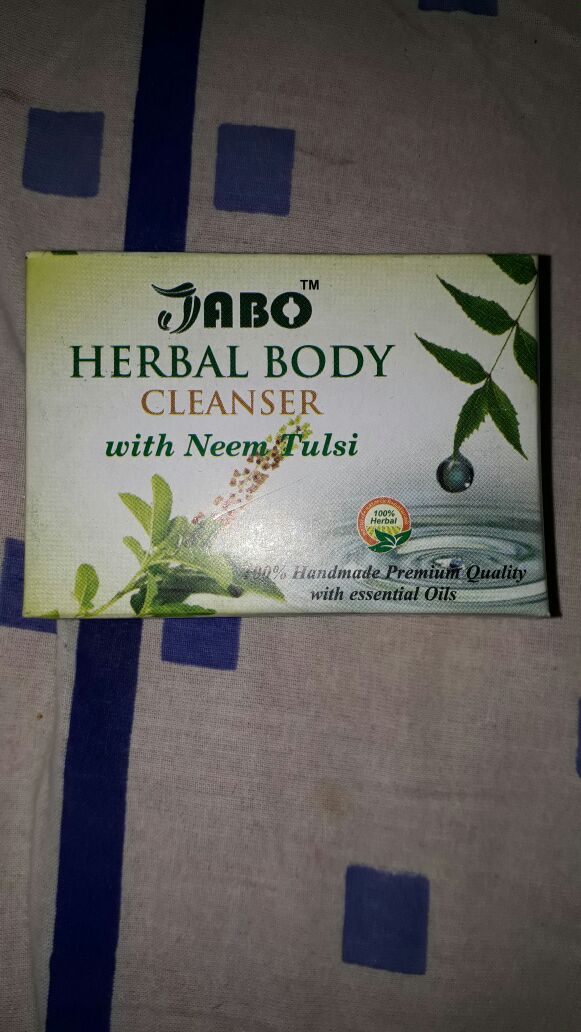 JABO™
HERBAL BODY
CLEANSER
with Neem Tulsi
100%
Herbal
100% Handmade Premium Quality
with essential Oils